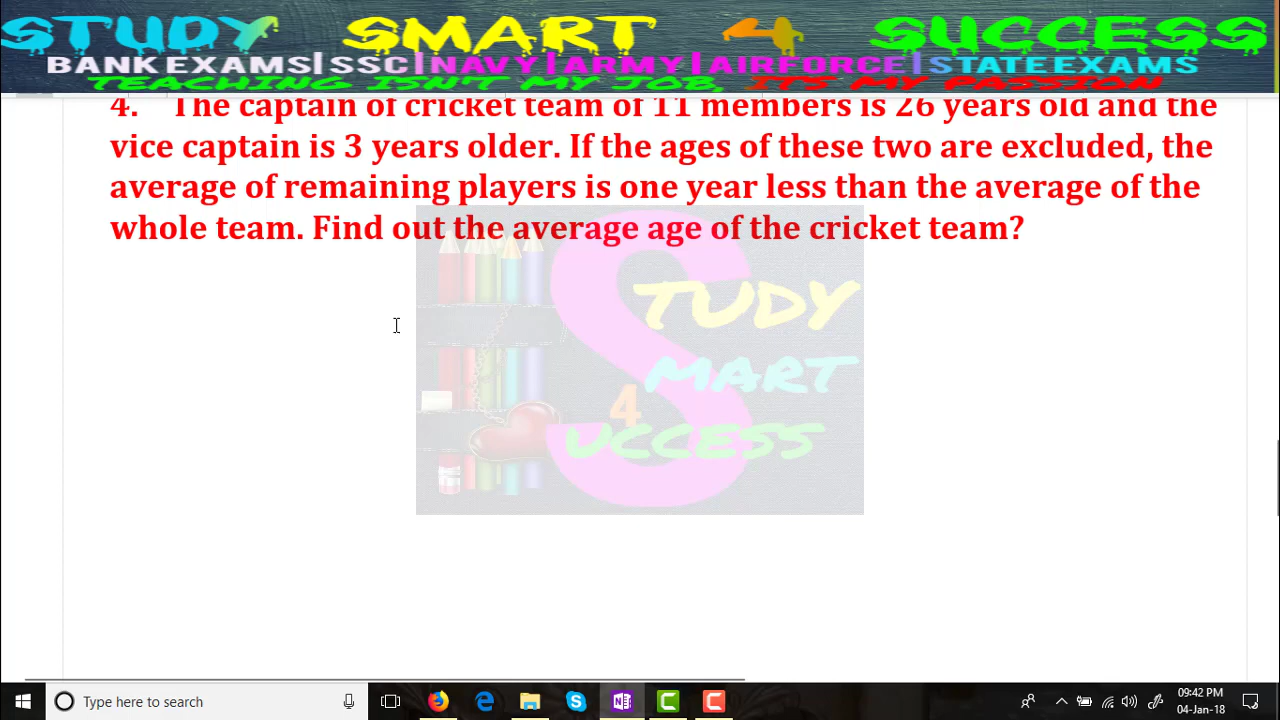 STUDY SMART 4 SUCCESS
BANK EXAMS|SSC|NAVY|ARMY|AIRFORCE|STATE EXAMS
TEACHING ISN'T MY JOB, ITS MY PASSION
4. The captain of cricket team of 11 members is 26 years old and the
vice captain is 3 years older. If the ages of these two are excluded, the
average of remaining players is one year less than the average of the
whole team. Find out the average age of the cricket team?
S
TUDY
MART
4
UCCESS
Type here to search
09:42 PM
04-Jan-18